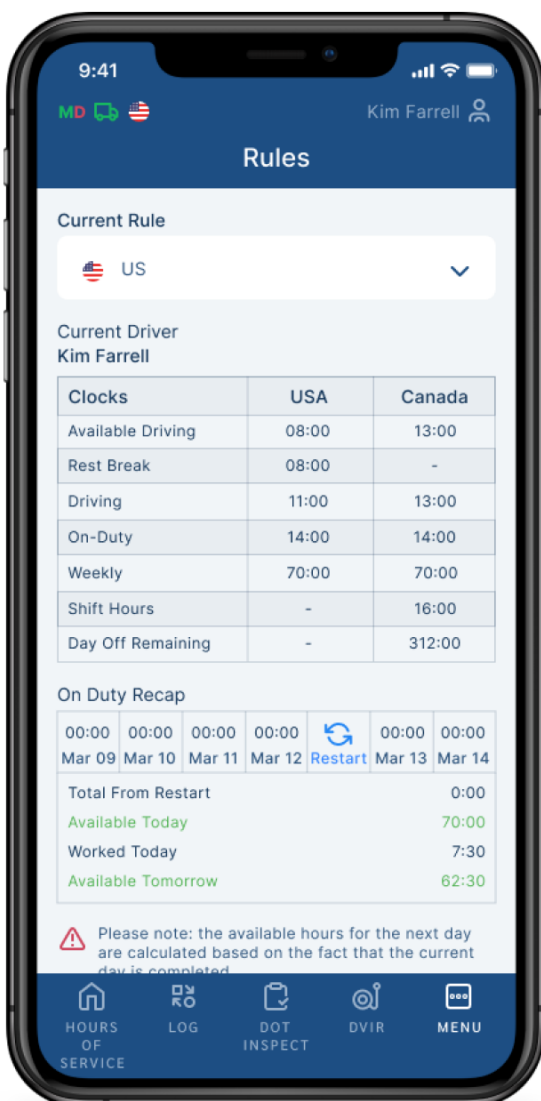 9:41
MD Kim Farrell
Rules
Current Rule
US
Current Driver
Kim Farrell
Clocks USA Canada
Available Driving 08:00 13:00
Rest Break 08:00 -
Driving 11:00 13:00
On-Duty 14:00 14:00
Weekly 70:00 70:00
Shift Hours - 16:00
Day Off Remaining - 312:00
On Duty Recap
00:00 00:00 00:00 00:00 00:00 00:00
Mar 09 Mar 10 Mar 11 Mar 12 Restart Mar 13 Mar 14
Total From Restart 0:00
Available Today 70:00
Worked Today 7:30
Available Tomorrow 62:30
Please note: the available hours for the next day
are calculated based on the fact that the current
day is completed
HOURS OF SERVICE
LOG
DOT INSPECT
DVIR
MENU